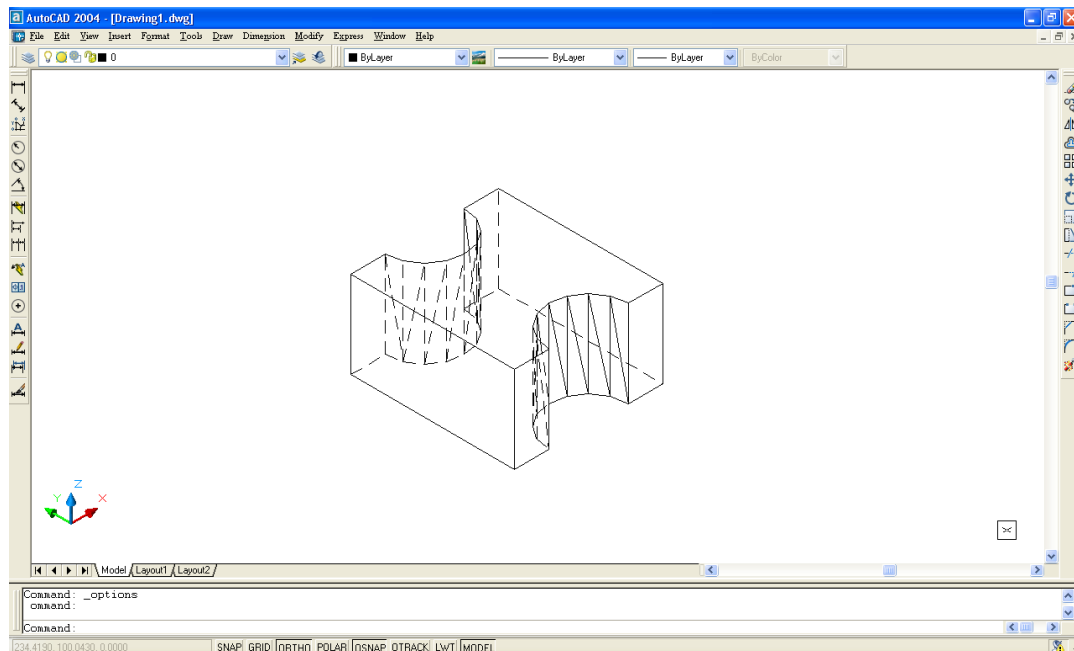 AutoCAD 2004 - [Drawing1.dwg]
File Edit View Insert Format Tools Draw Dimension Modify Express Window Help
0 ByLayer ByLayer ByLayer ByColor
Z
Y X
Model Layout1 Layout2
Command: _options
ommand:
Command:
234.4190, 100.0430, 0.0000 SNAP GRID ORTHO POLAR OSNAP OTRACK LWT MODEL